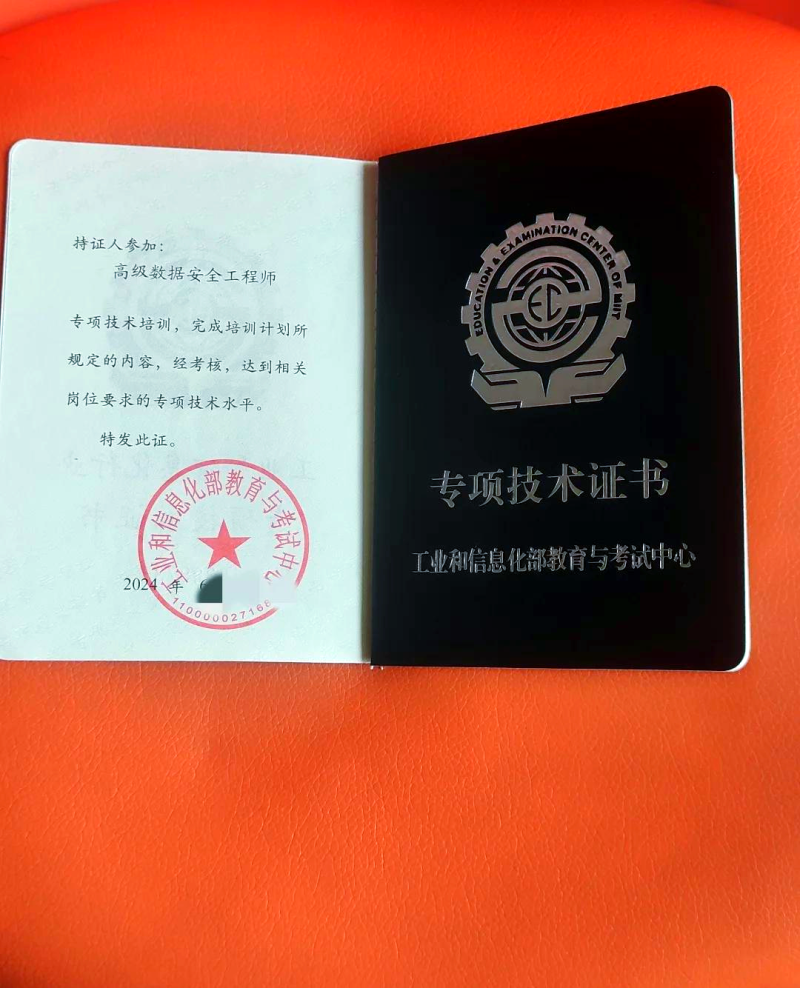 持证人参加：
高级数据安全工程师
专项技术培训，完成培训计划所
规定的内容，经考核，达到相关
岗位要求的专项技术水平。
特发此证。
工业和信息化部教育与考试中心
2024 年 6
110000027168
EDUCATION & EXAMINATION CENTER OF MIIT
EC
专项技术证书
工业和信息化部教育与考试中心